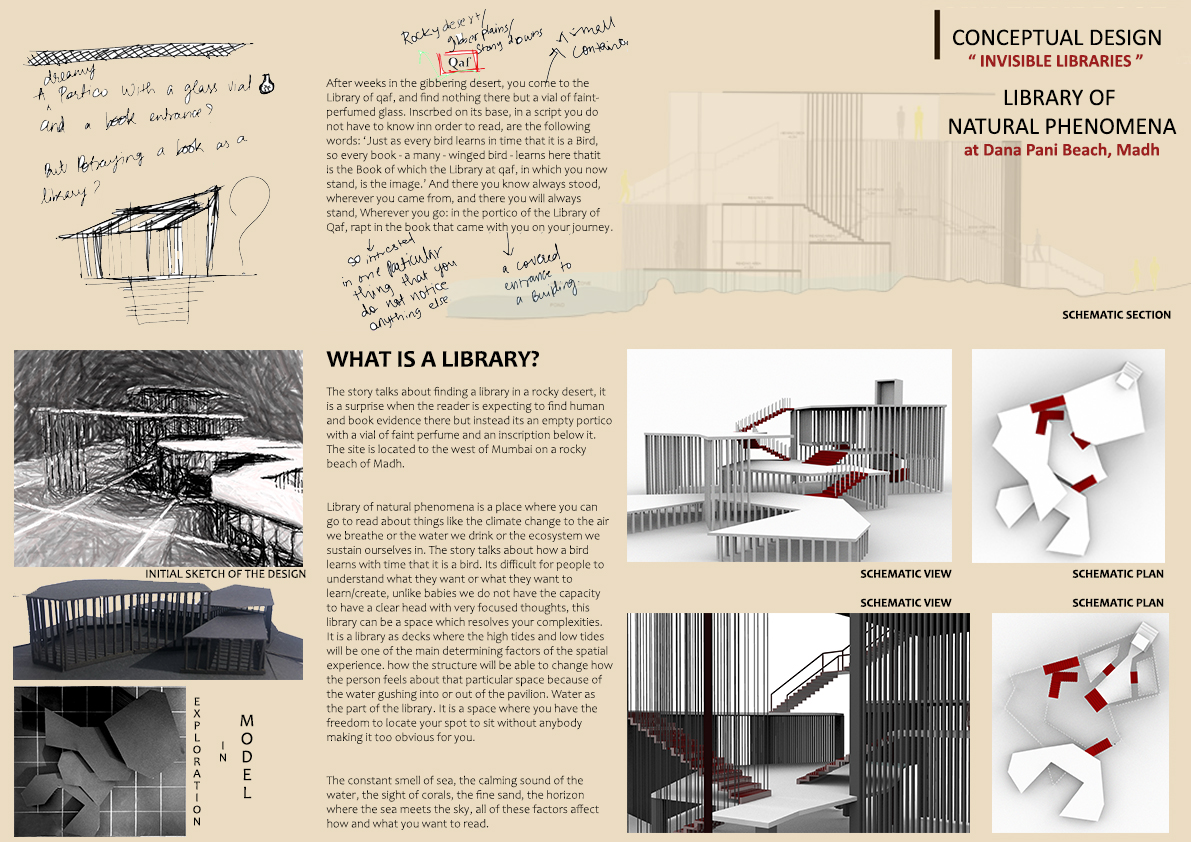 dreamy
A Portico with a glass vial
and a book entrance?
But Portraying a book as a
library?
Rocky desert/
gibber plains/
stony downs
A small
container
Qaf
After weeks in the gibbering desert, you come to the
Library of qaf, and find nothing there but a vial of faint-
perfumed glass. Inscrbed on its base, in a script you do
not have to know inn order to read, are the following
words: ‘Just as every bird learns in time that it is a Bird,
so every book - a many - winged bird - learns here thatit
is the Book of which the Library at qaf, in which you now
stand, is the image.’ And there you know always stood,
wherever you came from, and there you will always
stand, Wherever you go: in the portico of the Library of
Qaf, rapt in the book that came with you on your journey.
so intrested
in one particular
thing that you
do not notice
anything else
a covered
entrance to
a Building.
CONCEPTUAL DESIGN
“ INVISIBLE LIBRARIES ”
LIBRARY OF
NATURAL PHENOMENA
at Dana Pani Beach, Madh
SCHEMATIC SECTION
INITIAL SKETCH OF THE DESIGN
EXPLORATION
IN
MODEL
WHAT IS A LIBRARY?
The story talks about finding a library in a rocky desert, it
is a surprise when the reader is expecting to find human
and book evidence there but instead its an empty portico
with a vial of faint perfume and an inscription below it.
The site is located to the west of Mumbai on a rocky
beach of Madh.
Library of natural phenomena is a place where you can
go to read about things like the climate change to the air
we breathe or the water we drink or the ecosystem we
sustain ourselves in. The story talks about how a bird
learns with time that it is a bird. Its difficult for people to
understand what they want or what they want to
learn/create, unlike babies we do not have the capacity
to have a clear head with very focused thoughts, this
library can be a space which resolves your complexities.
It is a library as decks where the high tides and low tides
will be one of the main determining factors of the spatial
experience. how the structure will be able to change how
the person feels about that particular space because of
the water gushing into or out of the pavilion. Water as
the part of the library. It is a space where you have the
freedom to locate your spot to sit without anybody
making it too obvious for you.
The constant smell of sea, the calming sound of the
water, the sight of corals, the fine sand, the horizon
where the sea meets the sky, all of these factors affect
how and what you want to read.
SCHEMATIC VIEW
SCHEMATIC PLAN
SCHEMATIC VIEW
SCHEMATIC PLAN